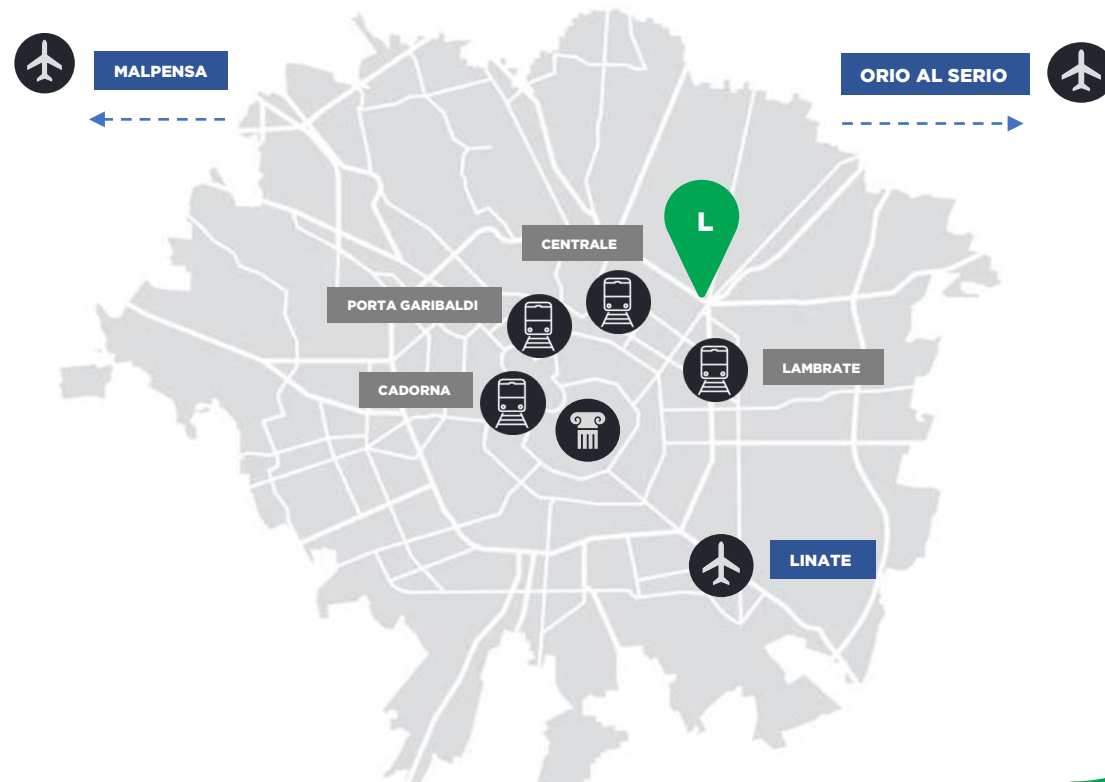 MALPENSA
ORIO AL SERIO
L
CENTRALE
PORTA GARIBALDI
LAMBRATE
CADORNA
LINATE